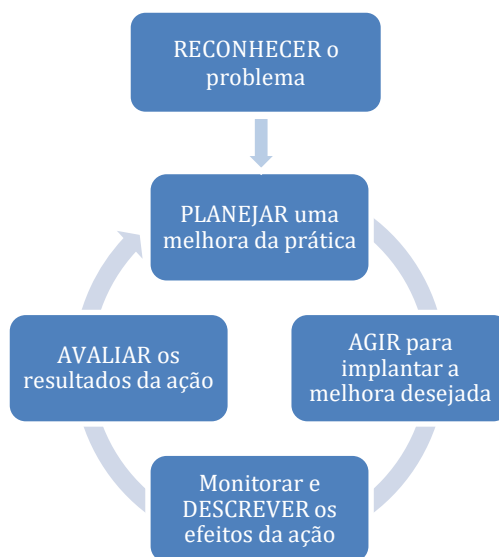 RECONHECER o
problema
PLANEJAR uma
melhora da prática
AGIR para
implantar a
melhora desejada
Monitorar e
DESCREVER os
efeitos da ação
AVALIAR os
resultados da ação